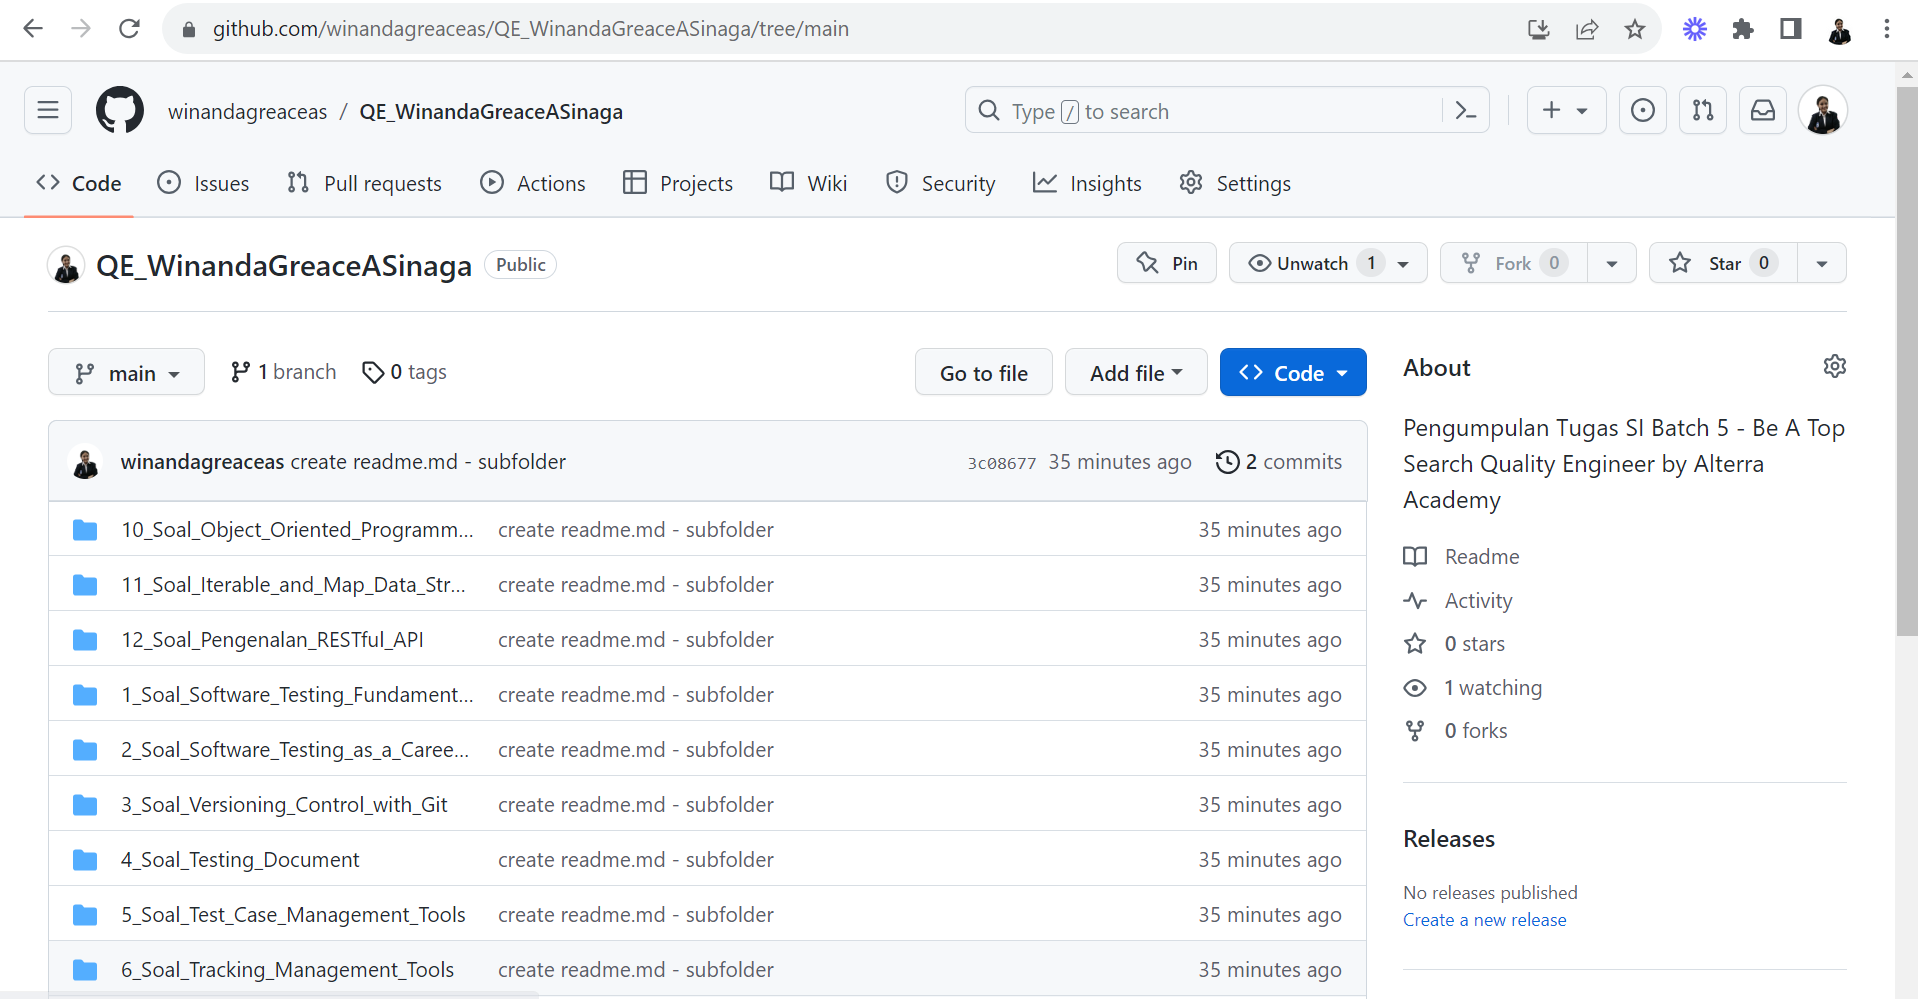 github.com/winandagreaceas/QE_WinandaGreaceASinaga/tree/main
winandagreaceas / QE_WinandaGreaceASinaga
Type / to search
Code Issues Pull requests Actions Projects Wiki Security Insights Settings
QE_WinandaGreaceASinaga Public
Pin Unwatch 1 Fork 0 Star 0
main 1 branch 0 tags
Go to file Add file Code
winandagreaceas create readme.md - subfolder 3c08677 35 minutes ago 2 commits
10_Soal_Object_Oriented_Programm... create readme.md - subfolder 35 minutes ago
11_Soal_Iterable_and_Map_Data_Str... create readme.md - subfolder 35 minutes ago
12_Soal_Pengenalan_RESTful_API create readme.md - subfolder 35 minutes ago
1_Soal_Software_Testing_Fundament... create readme.md - subfolder 35 minutes ago
2_Soal_Software_Testing_as_a_Caree... create readme.md - subfolder 35 minutes ago
3_Soal_Versioning_Control_with_Git create readme.md - subfolder 35 minutes ago
4_Soal_Testing_Document create readme.md - subfolder 35 minutes ago
5_Soal_Test_Case_Management_Tools create readme.md - subfolder 35 minutes ago
6_Soal_Tracking_Management_Tools create readme.md - subfolder 35 minutes ago
About
Pengumpulan Tugas SI Batch 5 - Be A Top
Search Quality Engineer by Alterra
Academy
Readme
Activity
0 stars
1 watching
0 forks
Releases
No releases published
Create a new release